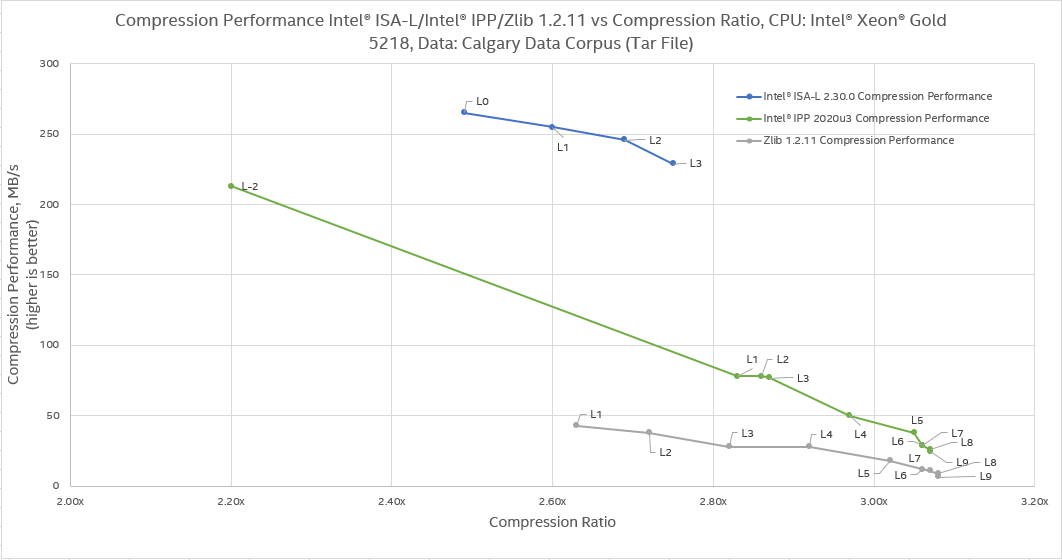 Compression Performance Intel® ISA-L/Intel® IPP/Zlib 1.2.11 vs Compression Ratio, CPU: Intel® Xeon® Gold
5218, Data: Calgary Data Corpus (Tar File)
Compression Performance, MB/s
(higher is better)
300
250
200
150
100
50
0
Intel® ISA-L 2.30.0 Compression Performance
Intel® IPP 2020u3 Compression Performance
Zlib 1.2.11 Compression Performance
L0
L1
L2
L3
L-2
L1
L2
L3
L4
L5
L6
L7
L8
L9
L1
L2
L3
L4
L5
L6
L7
L8
L9
2.00x
2.20x
2.40x
2.60x
2.80x
3.00x
3.20x
Compression Ratio